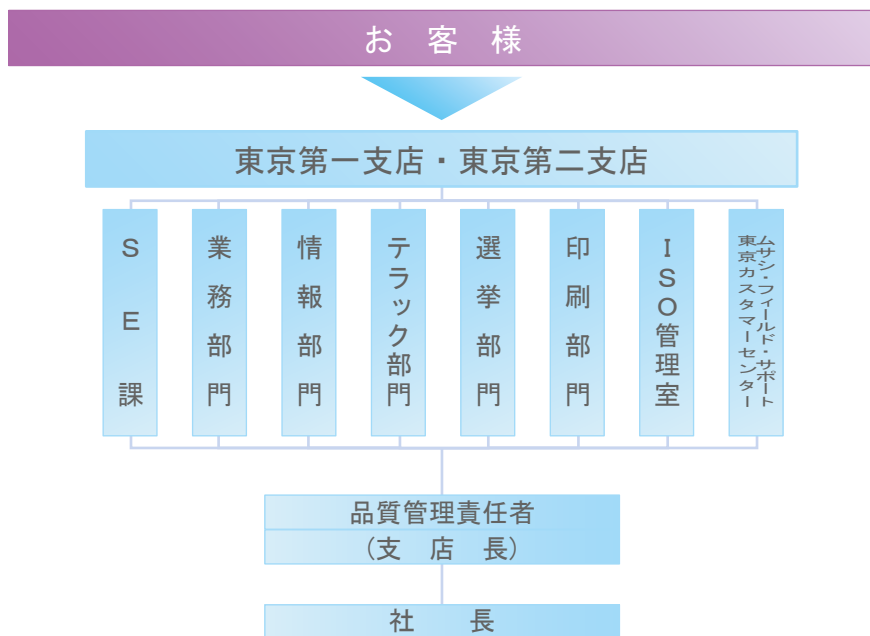 お 客 様
東京第一支店・東京第二支店
SE課
業務部門
情報部門
テラック部門
選挙部門
印刷部門
ISO管理室
ムサシ・フィールド・サポート
東京カスタマーセンター
品質管理責任者
(支 店 長)
社 長